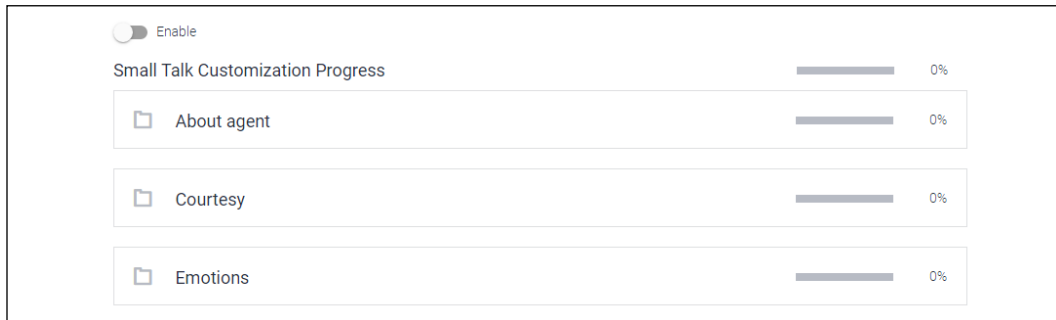 Enable
Small Talk Customization Progress 0%
About agent 0%
Courtesy 0%
Emotions 0%